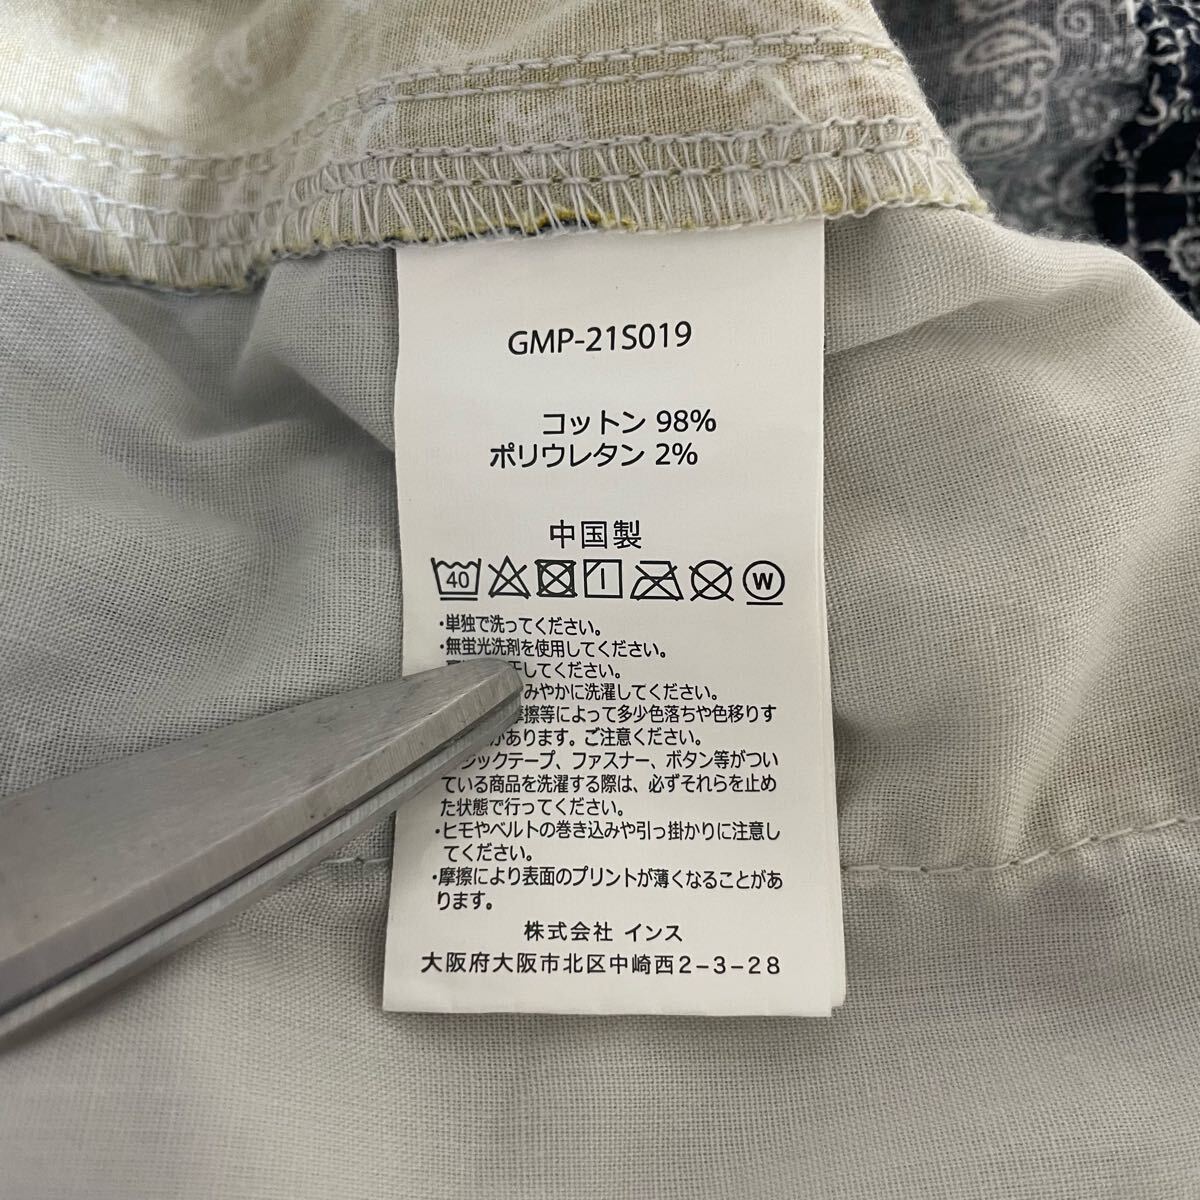 GMP-21S019
コットン 98%
ポリウレタン 2%
中国製
40 W
・単独で洗ってください。
・無蛍光洗剤を使用してください。
干してください。
みやかに洗濯してください。
摩擦等によって多少色落ちや色移りす
があります。ご注意ください。
ジックテープ、ファスナー、ボタン等がつい
ている商品を洗濯する際は、必ずそれらを止め
た状態で行ってください。
・ヒモやベルトの巻き込みや引っ掛かりに注意し
てください。
・摩擦により表面のプリントが薄くなることがあ
ります。
株式会社 インス
大阪府大阪市北区中崎西2-3-28